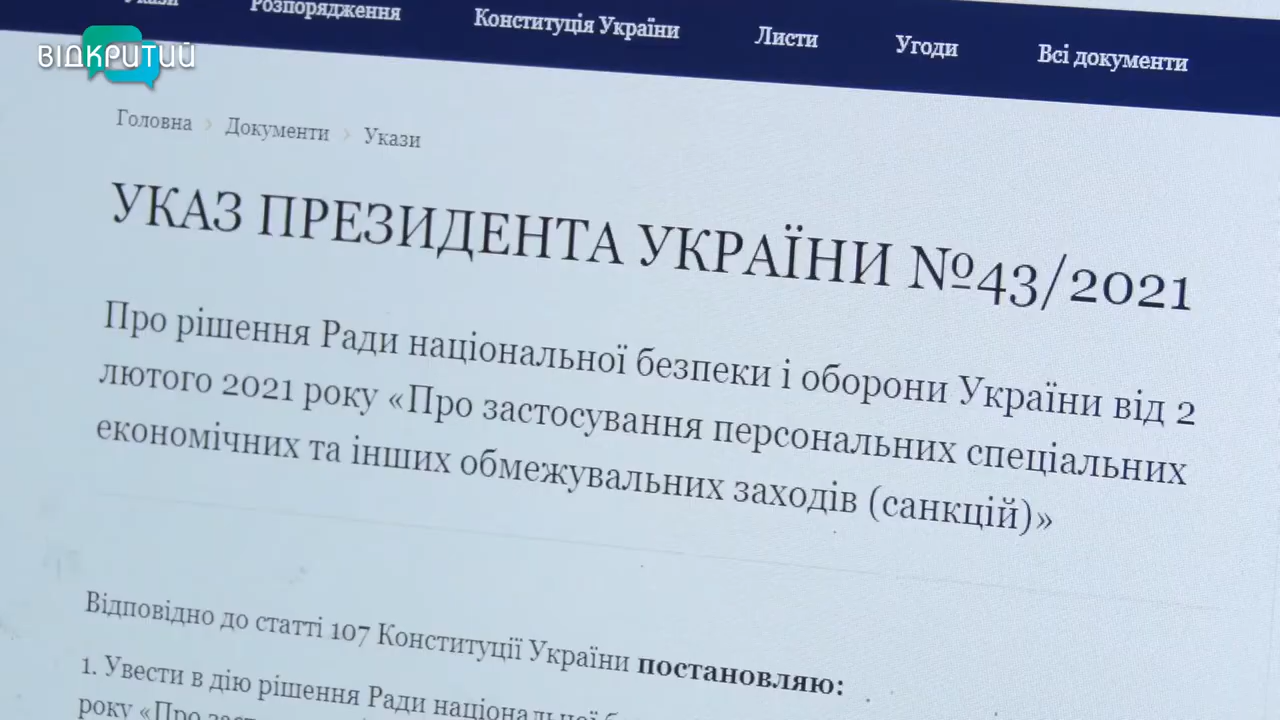 Розпорядження
Конституція України
Листи
Угоди
Всі документи
ВІДКРИТИЙ
Головна › Документи › Укази
УКАЗ ПРЕЗИДЕНТА УКРАЇНИ №43/2021
Про рішення Ради національної безпеки і оборони України від 2
лютого 2021 року «Про застосування персональних спеціальних
економічних та інших обмежувальних заходів (санкцій)»
Відповідно до статті 107 Конституції України постановляю:
1. Увести в дію рішення Ради національної
року «Про